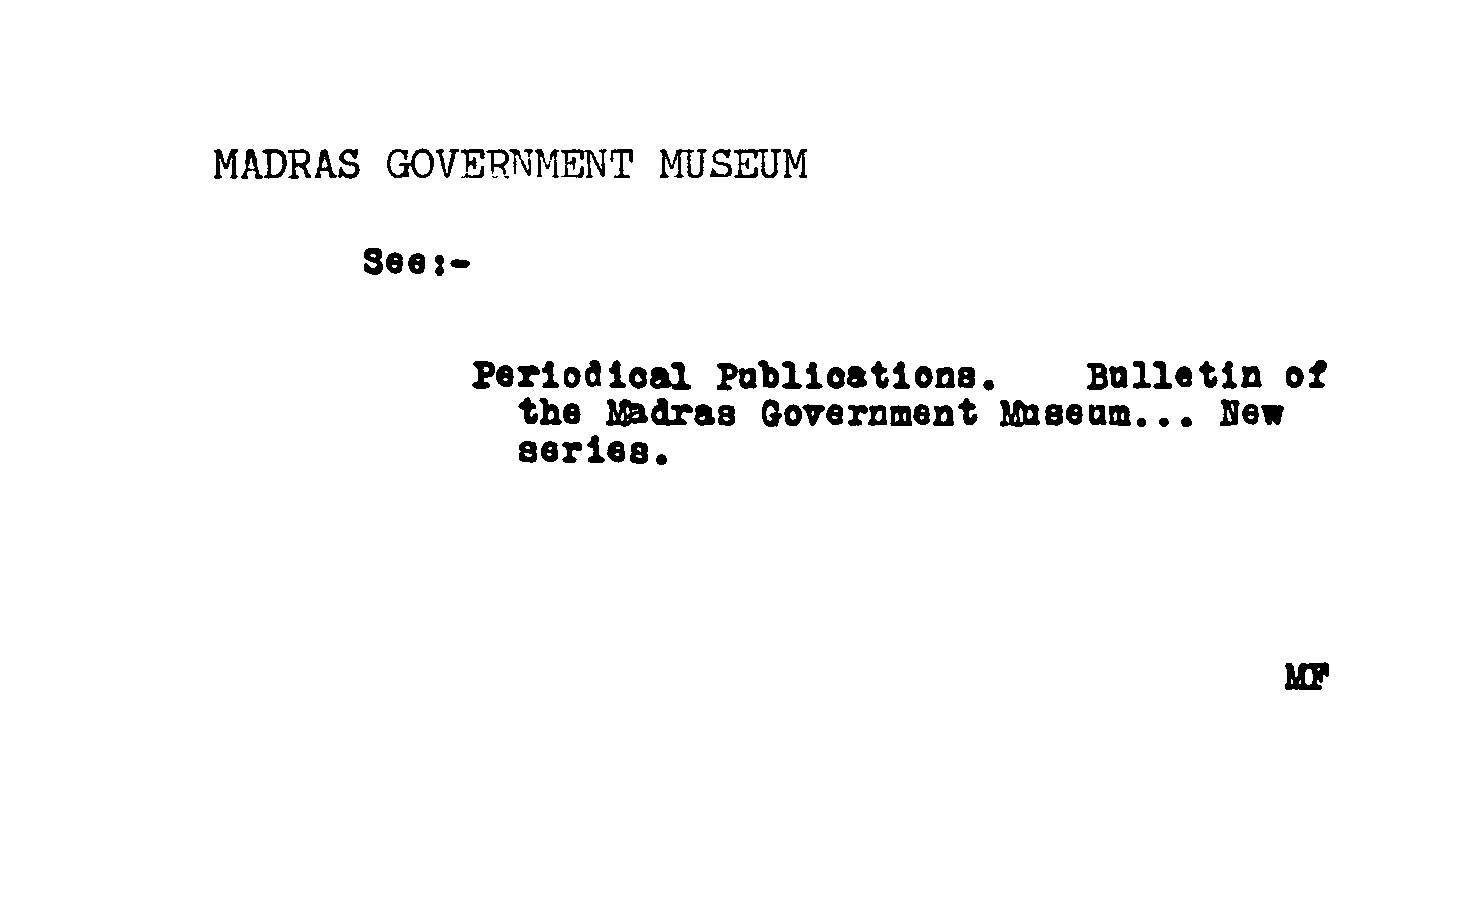 MADRAS GOVERNMENT MUSEUM
See:-
Periodical Publications. Bulletin of
the Madras Government Museum... New
series.
MF